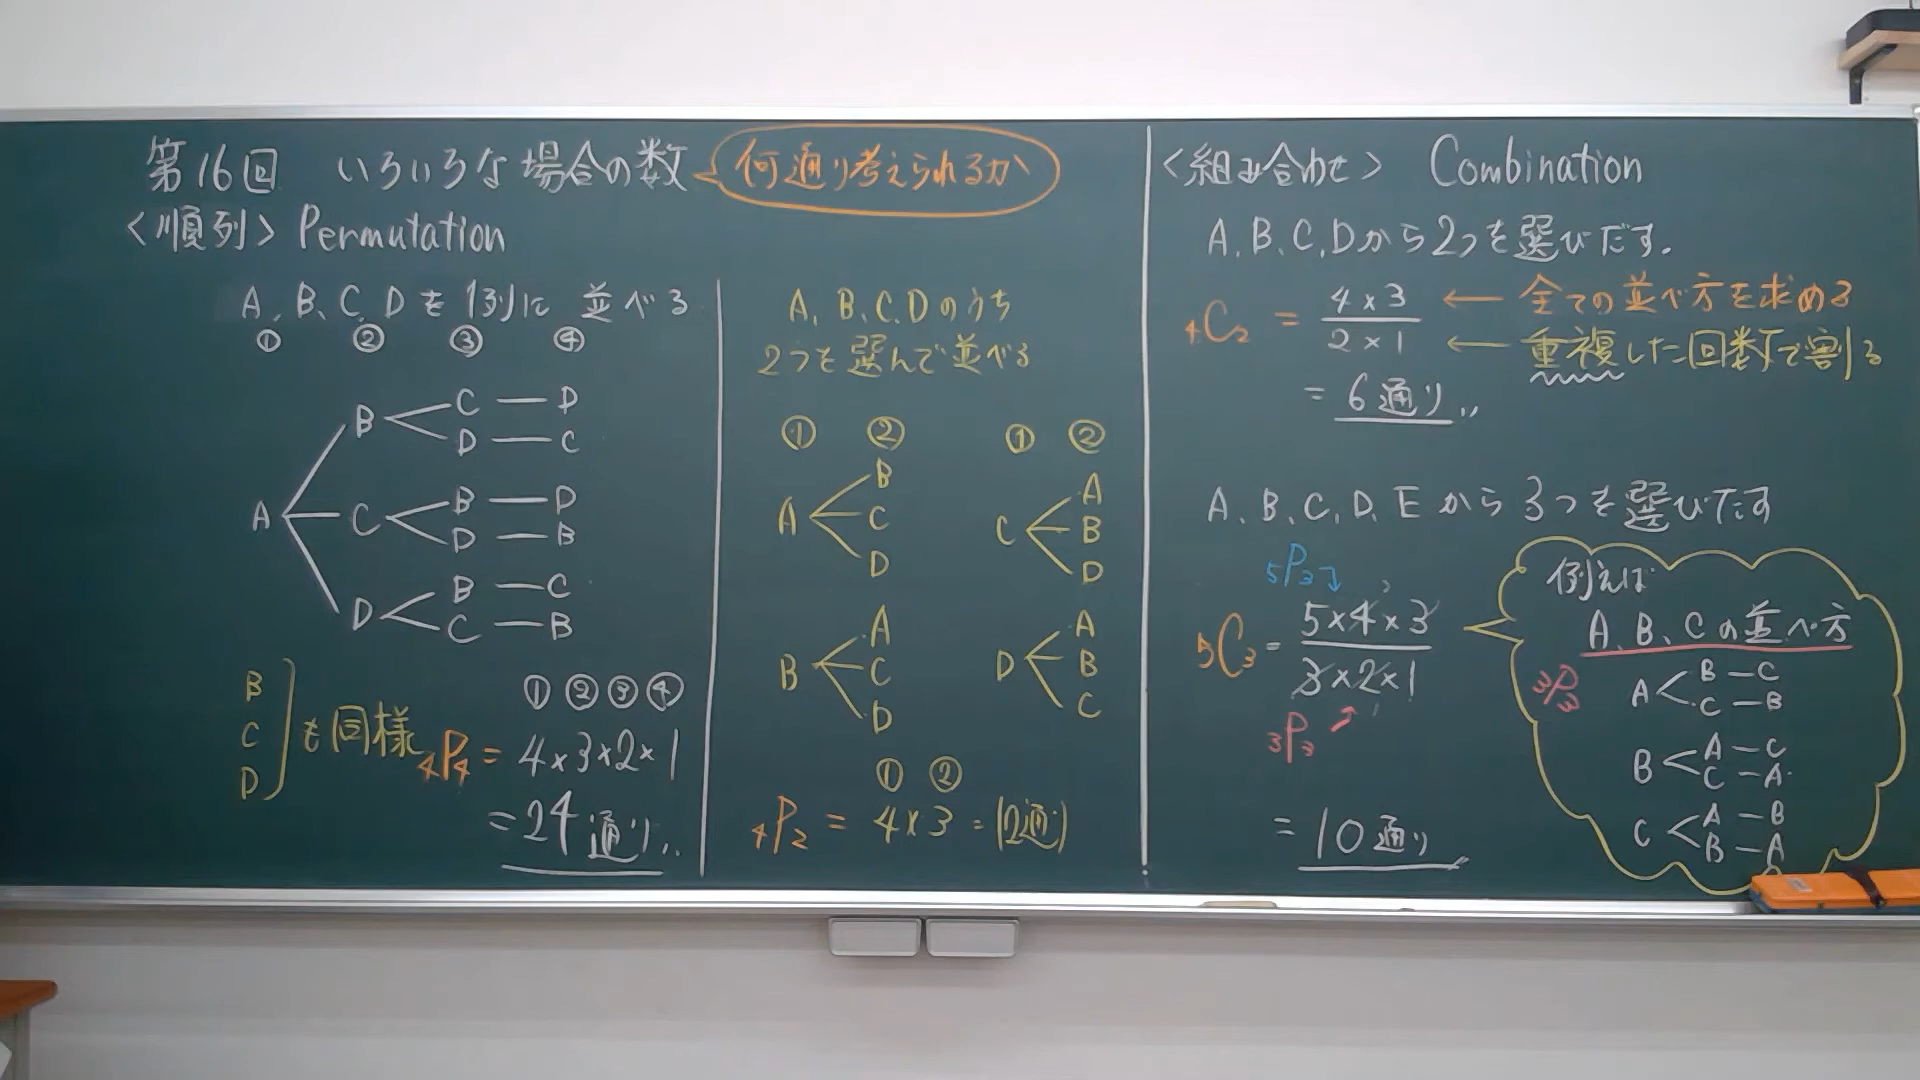 第16回 いろいろな場合の数 何通り考えられるか
<順列> Permutation
A、B、C、Dを1列に並べる
① ② ③ ④
A B C D
D C
C B D
D B
D B C
C B
B
C
D
も同様
① ② ③ ④
₄P₄ = 4×3×2×1
=24通り〃
A、B、C、Dのうち
2つを選んで並べる
① ②
A B
C
D
B A
C
D
① ②
C A
B
D
D A
B
C
① ②
₄P₂ = 4×3 = 12通り
<組み合わせ> Combination
A、B、C、Dから2つを選びだす。
₄C₂ = 4×3 ← 全ての並べ方を求める
2×1 ← 重複した回数で割る
= 6通り〃
A、B、C、D、Eから3つを選びだす
₅P₃
₅C₃ = 5×4×3
3×2×1
₃P₃
= 10通り
例えば
A、B、Cの並べ方
₃P₃
A B-C
C-B
B A-C
C-A
C A-B
B-A